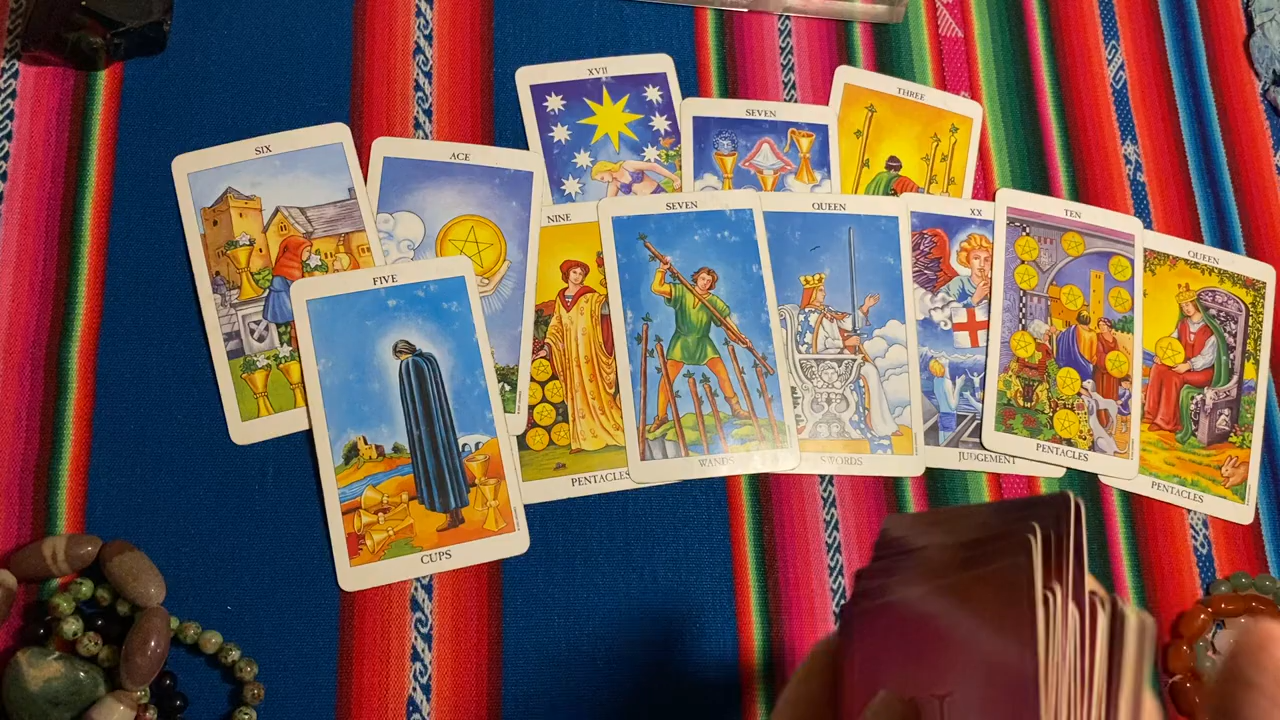 XVII
SEVEN
THREE
SIX
ACE
NINE
PENTACLES
SEVEN
WANDS
QUEEN
SWORDS
XX
JUDGEMENT
TEN
PENTACLES
QUEEN
PENTACLES
FIVE
CUPS